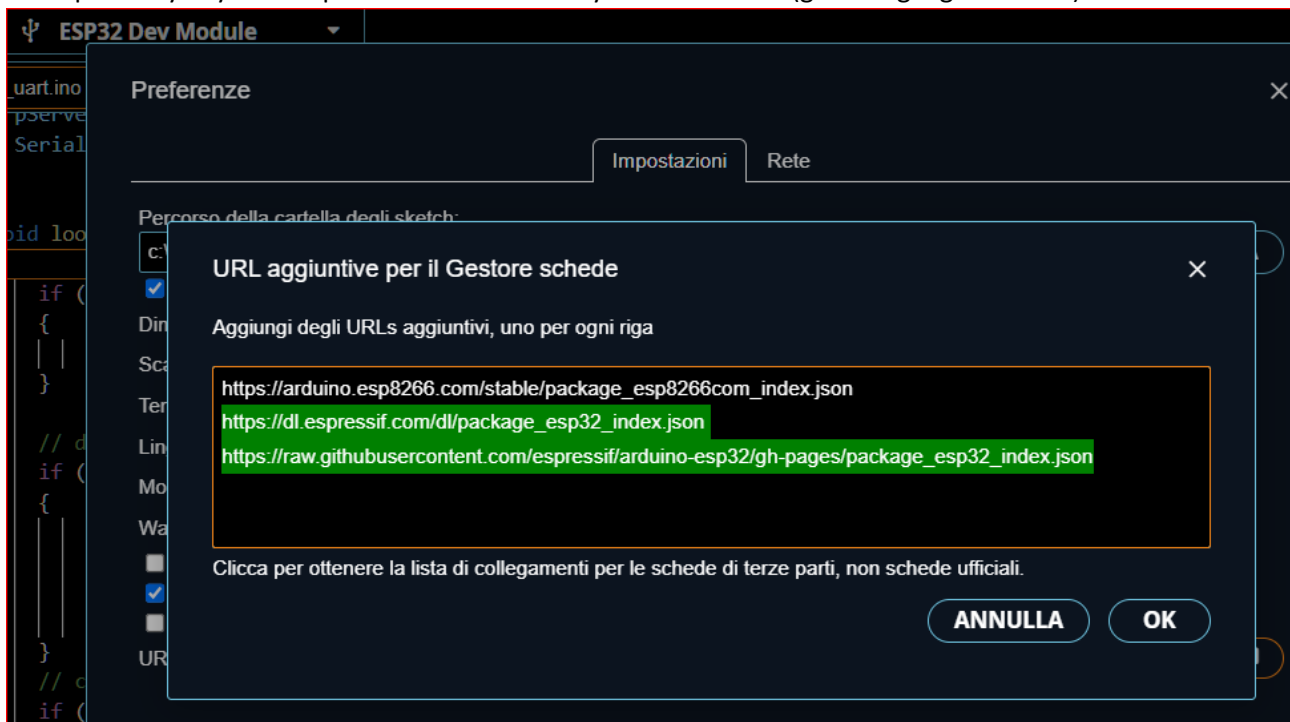 ESP32 Dev Module
_uart.ino
Preferenze
Serial
Impostazioni Rete
Percorso della cartella degli sketch:
c:\
URL aggiuntive per il Gestore schede
if (
{
Aggiungi degli URLs aggiuntivi, uno per ogni riga
https://arduino.esp8266.com/stable/package_esp8266com_index.json
}
https://dl.espressif.com/dl/package_esp32_index.json
// d
https://raw.githubusercontent.com/espressif/arduino-esp32/gh-pages/package_esp32_index.json
if (
{
Clicca per ottenere la lista di collegamenti per le schede di terze parti, non schede ufficiali.
ANNULLA OK
}
UR
// c
if (